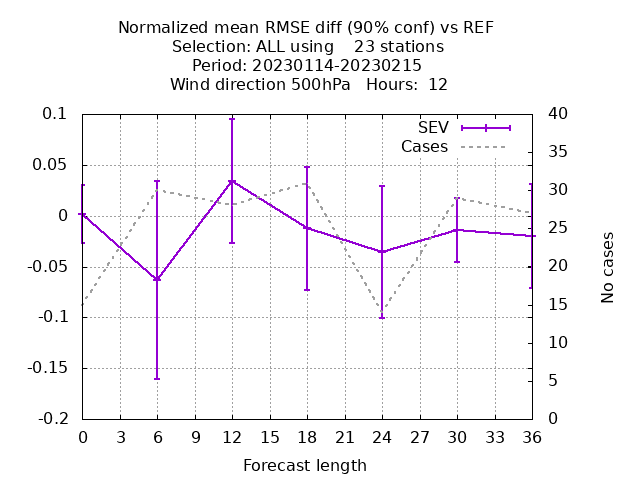 Normalized mean RMSE diff (90% conf) vs REF
Selection: ALL using    23 stations
Period: 20230114-20230215
Wind direction 500hPa   Hours:  12
SEV
Cases
0.1
0.05
0
-0.05
-0.1
-0.15
-0.2
40
35
30
25
20
15
10
5
0
No cases
0 3 6 9 12 15 18 21 24 27 30 33 36
Forecast length